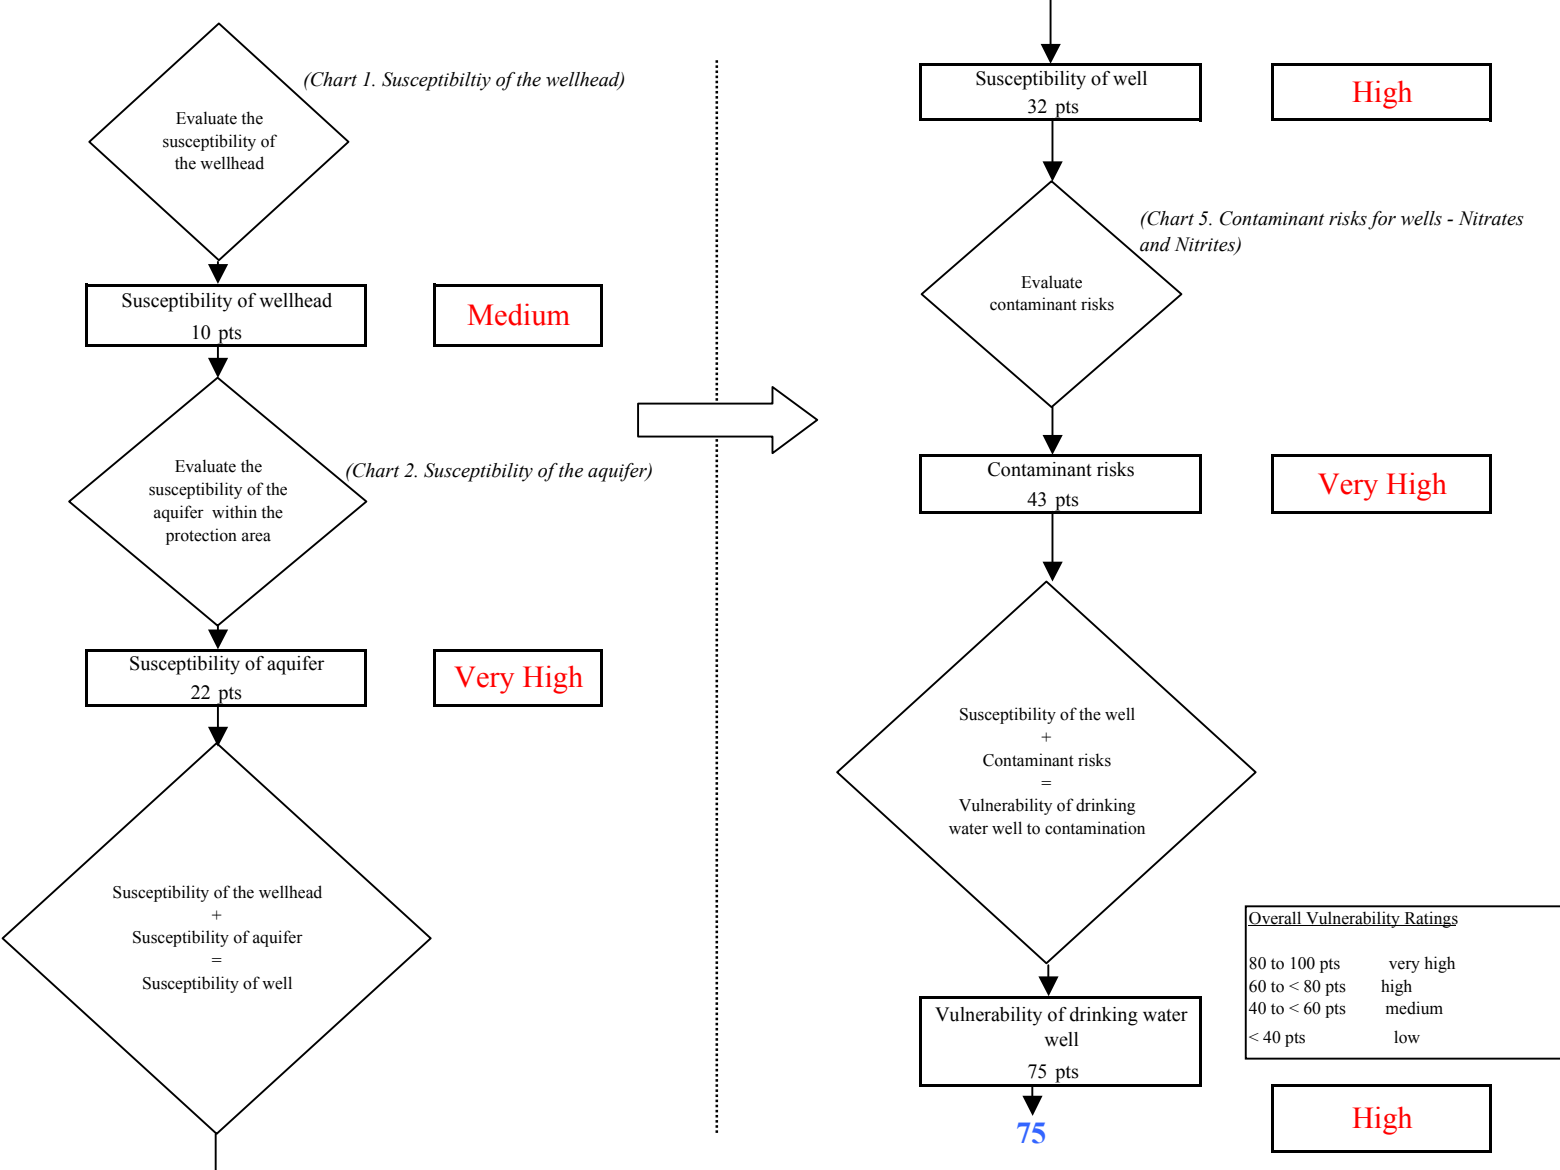 (Chart 1. Susceptibiltiy of the wellhead)
Evaluate the
susceptibility of
the wellhead
Susceptibility of wellhead
10 pts
Medium
(Chart 2. Susceptibility of the aquifer)
Evaluate the
susceptibility of the
aquifer within the
protection area
Susceptibility of aquifer
22 pts
Very High
Susceptibility of the wellhead
+
Susceptibility of aquifer
=
Susceptibility of well
Susceptibility of well
32 pts
High
(Chart 5. Contaminant risks for wells - Nitrates
and Nitrites)
Evaluate
contaminant risks
Contaminant risks
43 pts
Very High
Susceptibility of the well
+
Contaminant risks
=
Vulnerability of drinking
water well to contamination
Overall Vulnerability Ratings
80 to 100 pts very high
60 to < 80 pts high
40 to < 60 pts medium
< 40 pts low
Vulnerability of drinking water
well
75 pts
75
High